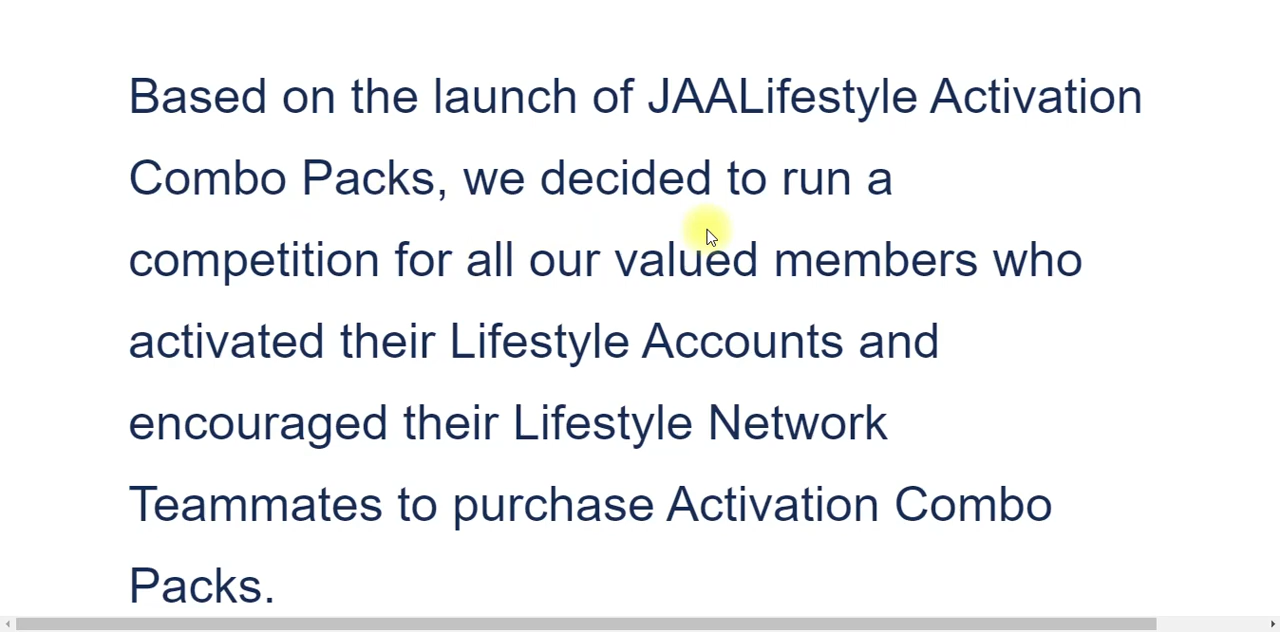 Based on the launch of JAALifestyle Activation
Combo Packs, we decided to run a
competition for all our valued members who
activated their Lifestyle Accounts and
encouraged their Lifestyle Network
Teammates to purchase Activation Combo
Packs.